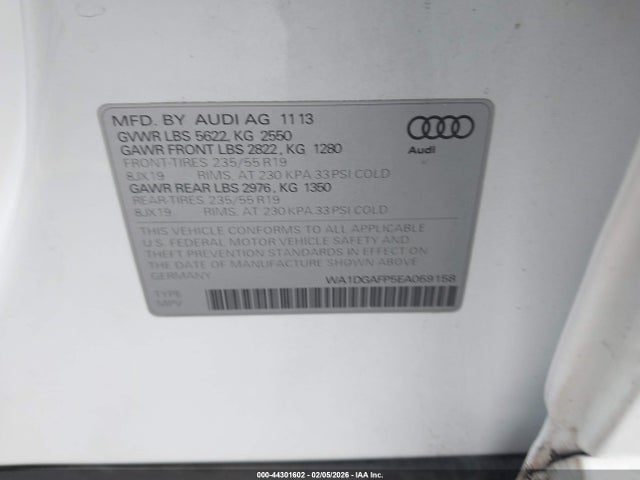 MFD. BY AUDI AG 11 13
GVWR LBS 5622, KG 2550
GAWR FRONT LBS 2822, KG 1280
FRONT-TIRES 235/55 R19
8JX19 RIMS, AT 230 KPA 33 PSI COLD
GAWR REAR LBS 2976, KG 1350
REAR-TIRES 235/55 R19
8JX19 RIMS, AT 230 KPA 33 PSI COLD
Audi
THIS VEHICLE CONFORMS TO ALL APPLICABLE
U.S. FEDERAL MOTOR VEHICLE SAFETY AND
THEFT PREVENTION STANDARDS IN EFFECT ON
THE DATE OF MANUFACTURE SHOWN ABOVE
GERMANY. WA1DGAFP5EA059158
TYPE
MPV
000-44301602 - 02/05/2026 - IAA Inc.